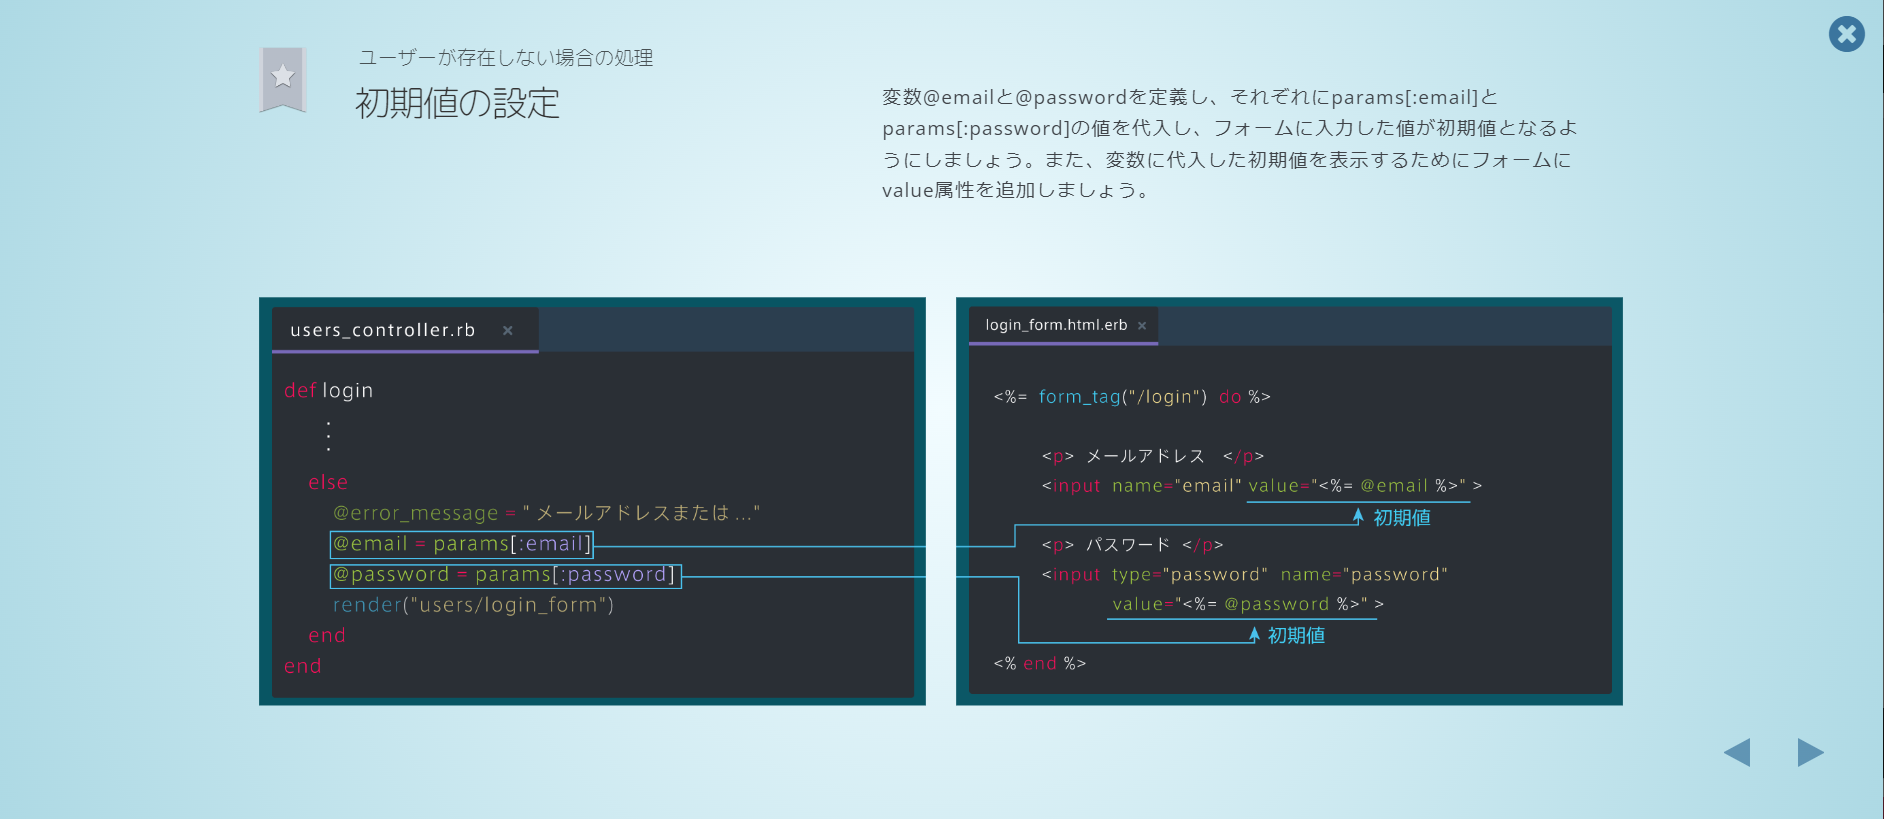 ユーザーが存在しない場合の処理
初期値の設定
変数@emailと@passwordを定義し、それぞれにparams[:email]と
params[:password]の値を代入し、フォームに入力した値が初期値となるよ
うにしましょう。また、変数に代入した初期値を表示するためにフォームに
value属性を追加しましょう。
users_controller.rb ×
def login
:
else
@error_message = " メールアドレスまたは ..."
@email = params[:email]
@password = params[:password]
render("users/login_form")
end
end
login_form.html.erb ×
<%= form_tag("/login") do %>
<p> メールアドレス </p>
<input name="email" value="<%= @email %>" >
初期値
<p> パスワード </p>
<input type="password" name="password"
value="<%= @password %>" >
初期値
<% end %>